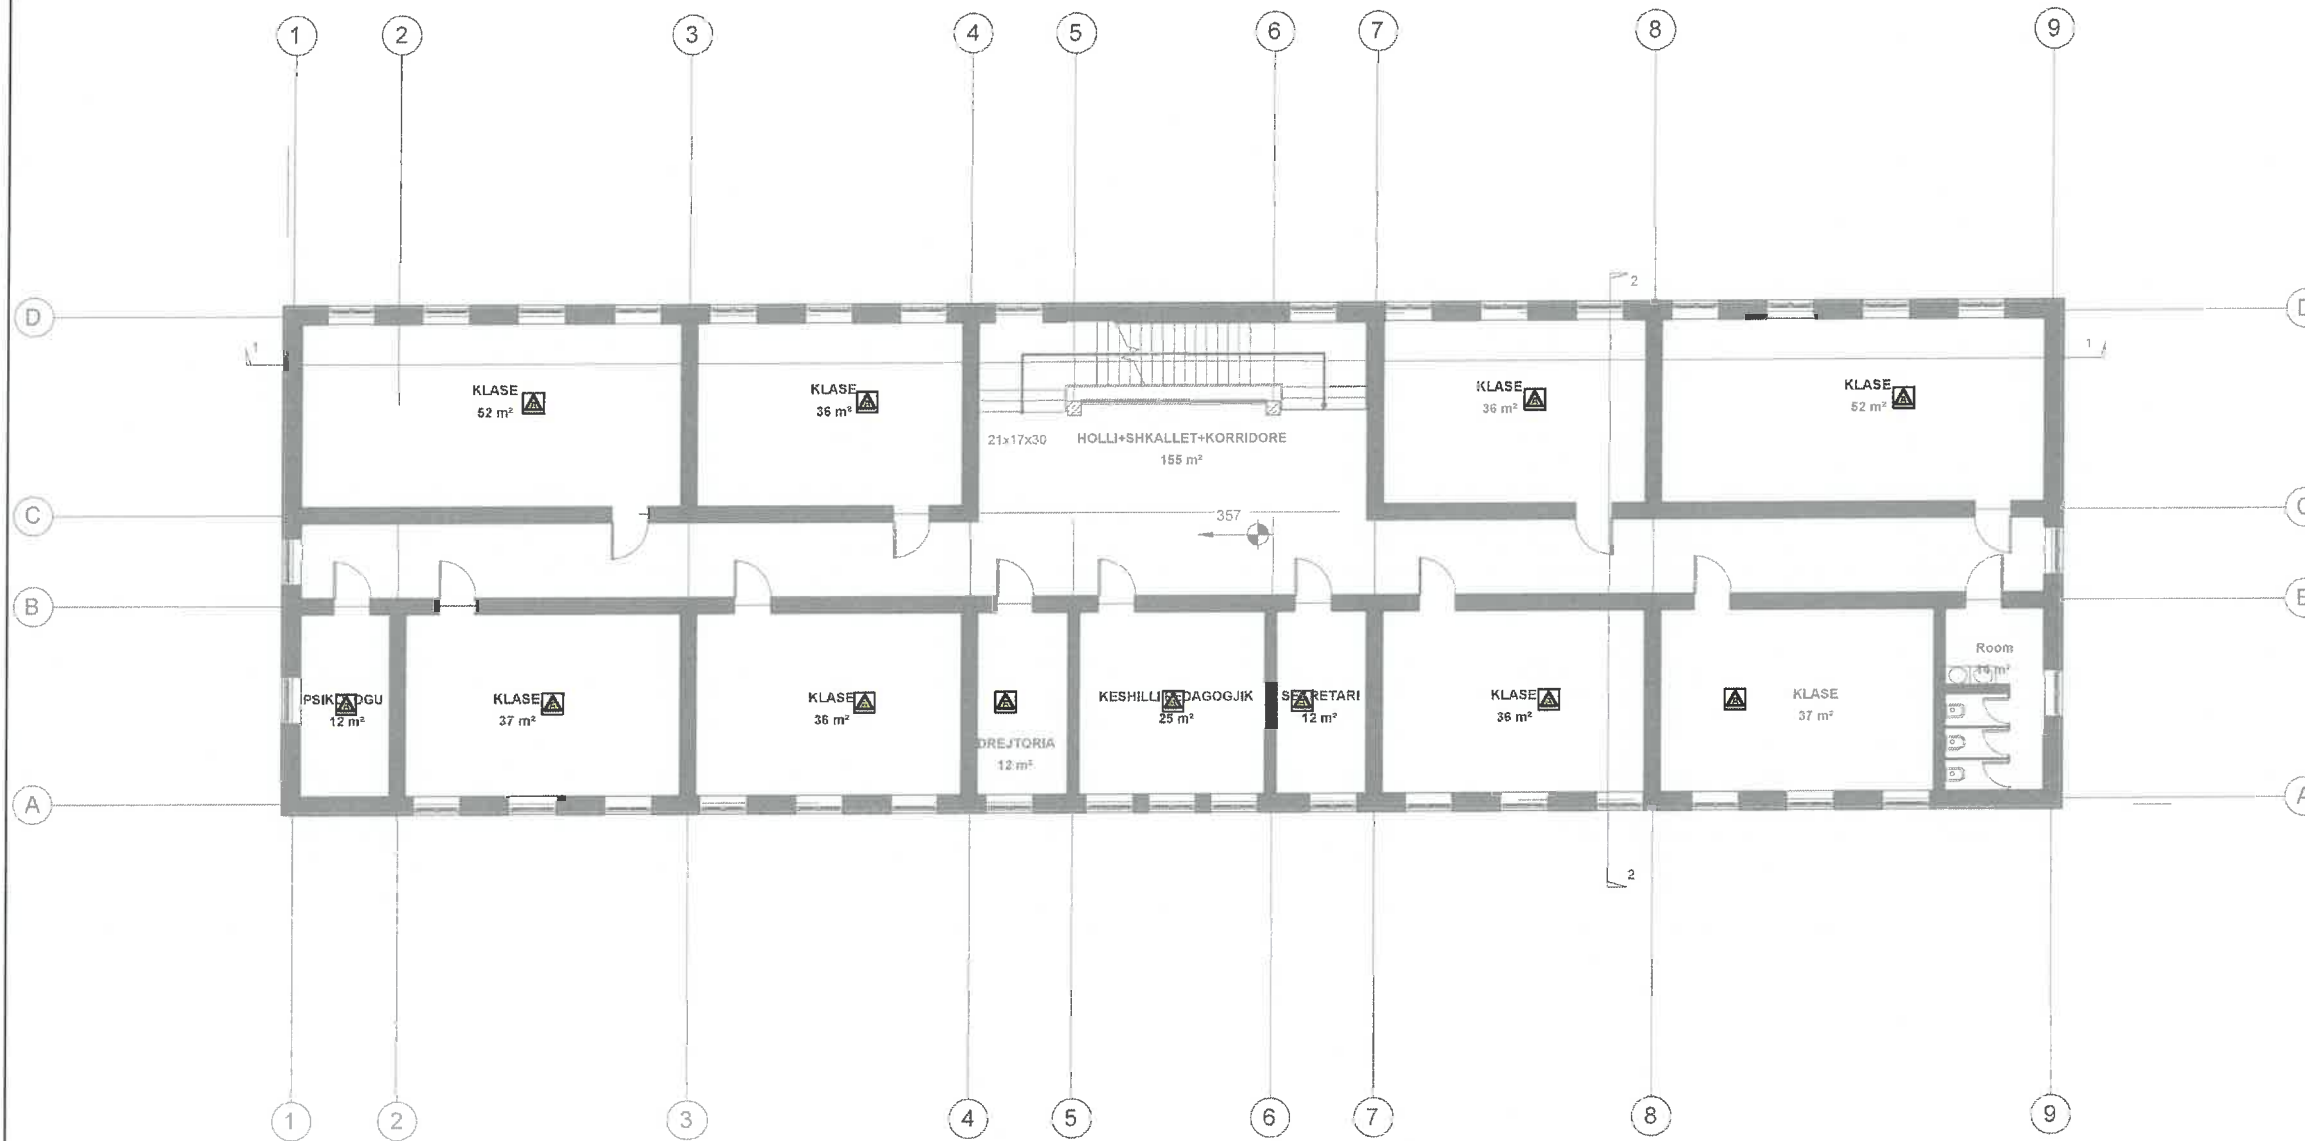 1 2 3 4 5 6 7 8 9
2
D
1
1
KLASE
52 m²
KLASE
36 m²
KLASE
36 m²
KLASE
52 m²
21x17x30 HOLLI+SHKALLET+KORRIDORE
155 m²
C
357
B
Room
PSIK
12 m²
KLASE
37 m²
KLASE
36 m²
DREJTORIA
12 m²
KESHILLI
25 m²
12 m²
KLASE
36 m²
KLASE
37 m²
A
2
1 2 3 4 5 6 7 8 9